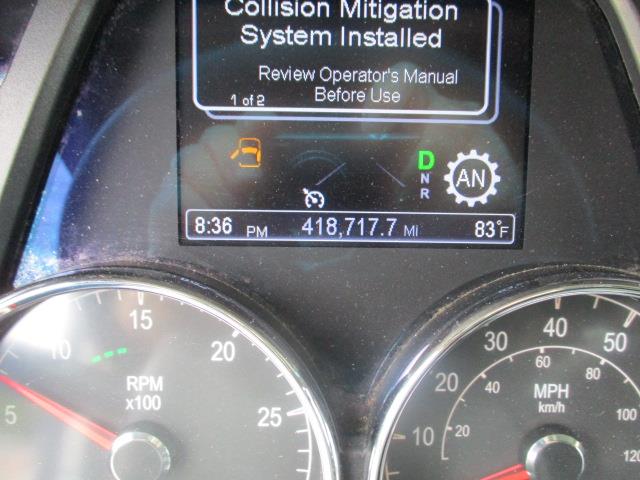 Collision Mitigation
System Installed
Review Operator's Manual
Before Use
1 of 2
D
N
R
AN
8:36 PM 418,717.7 Mi 83°F
5
10
15
20
25
RPM
x100
10
20
30
40
50
MPH
km/h
20
40
60
80
100
120